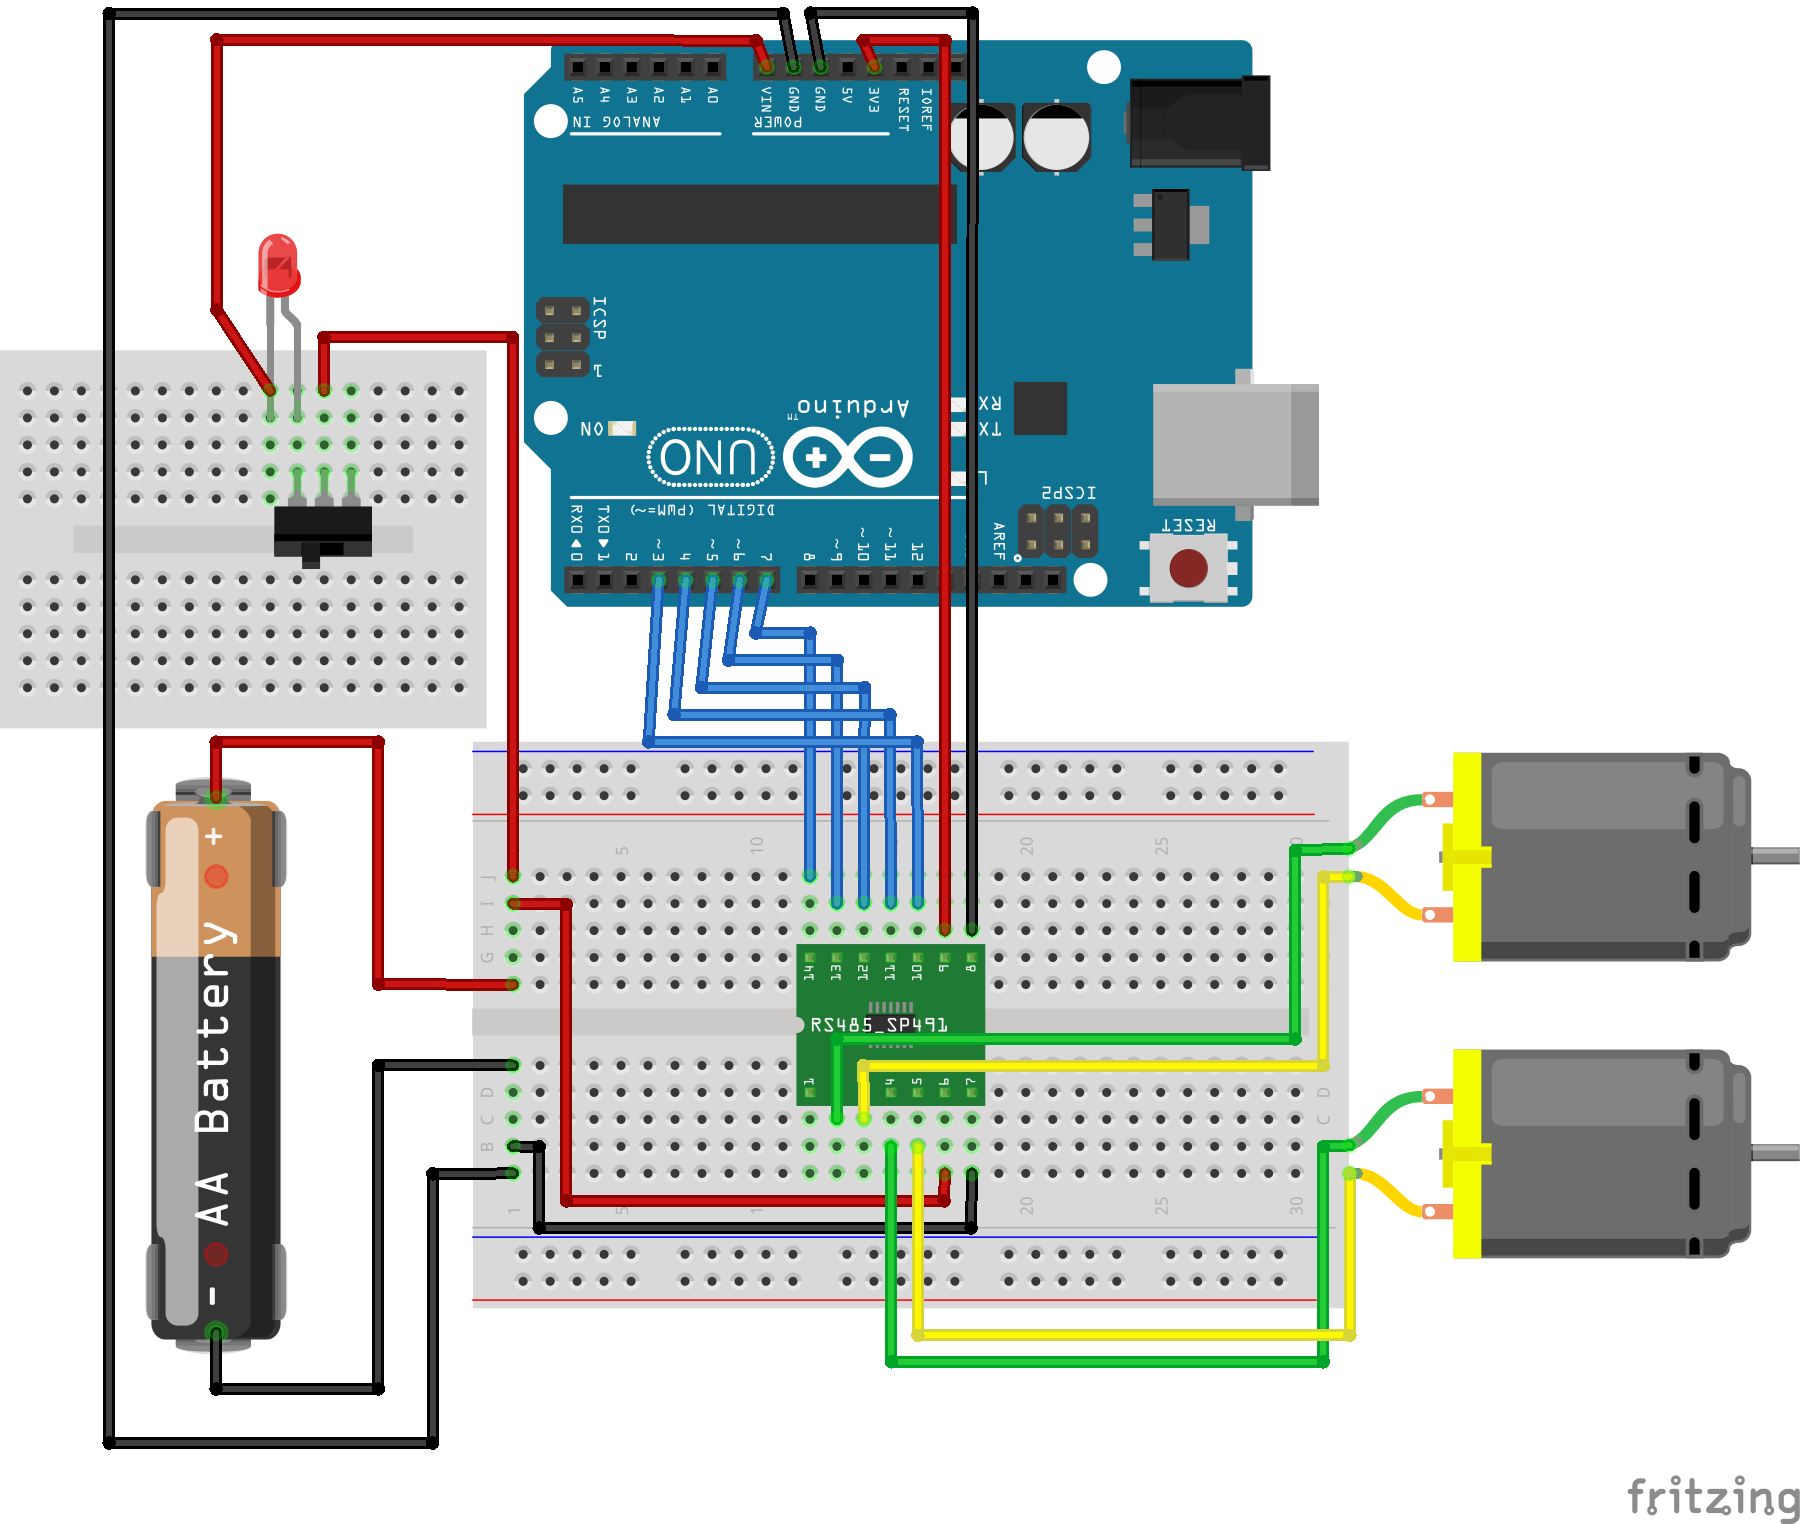 A5
A4
A3
A2
A1
A0
VIN
GND
GND
5V
3V3
RESET
IOREF
ANALOG IN
POWER
ICSP
1
ON
UNO
Arduino
TM
RX
TX
L
ICSP2
RESET
DIGITAL (PWM=~)
AREF
RX0 0
TX0 1
2
~3
4
~5
~6
7
8
~9
~10
~11
12
+
AA Battery
-
5
10
20
25
J
I
H
G
14
13
12
11
10
9
8
RS485_SP491
1
4
5
6
7
D
C
B
D
C
1
5
20
25
30
fritzing